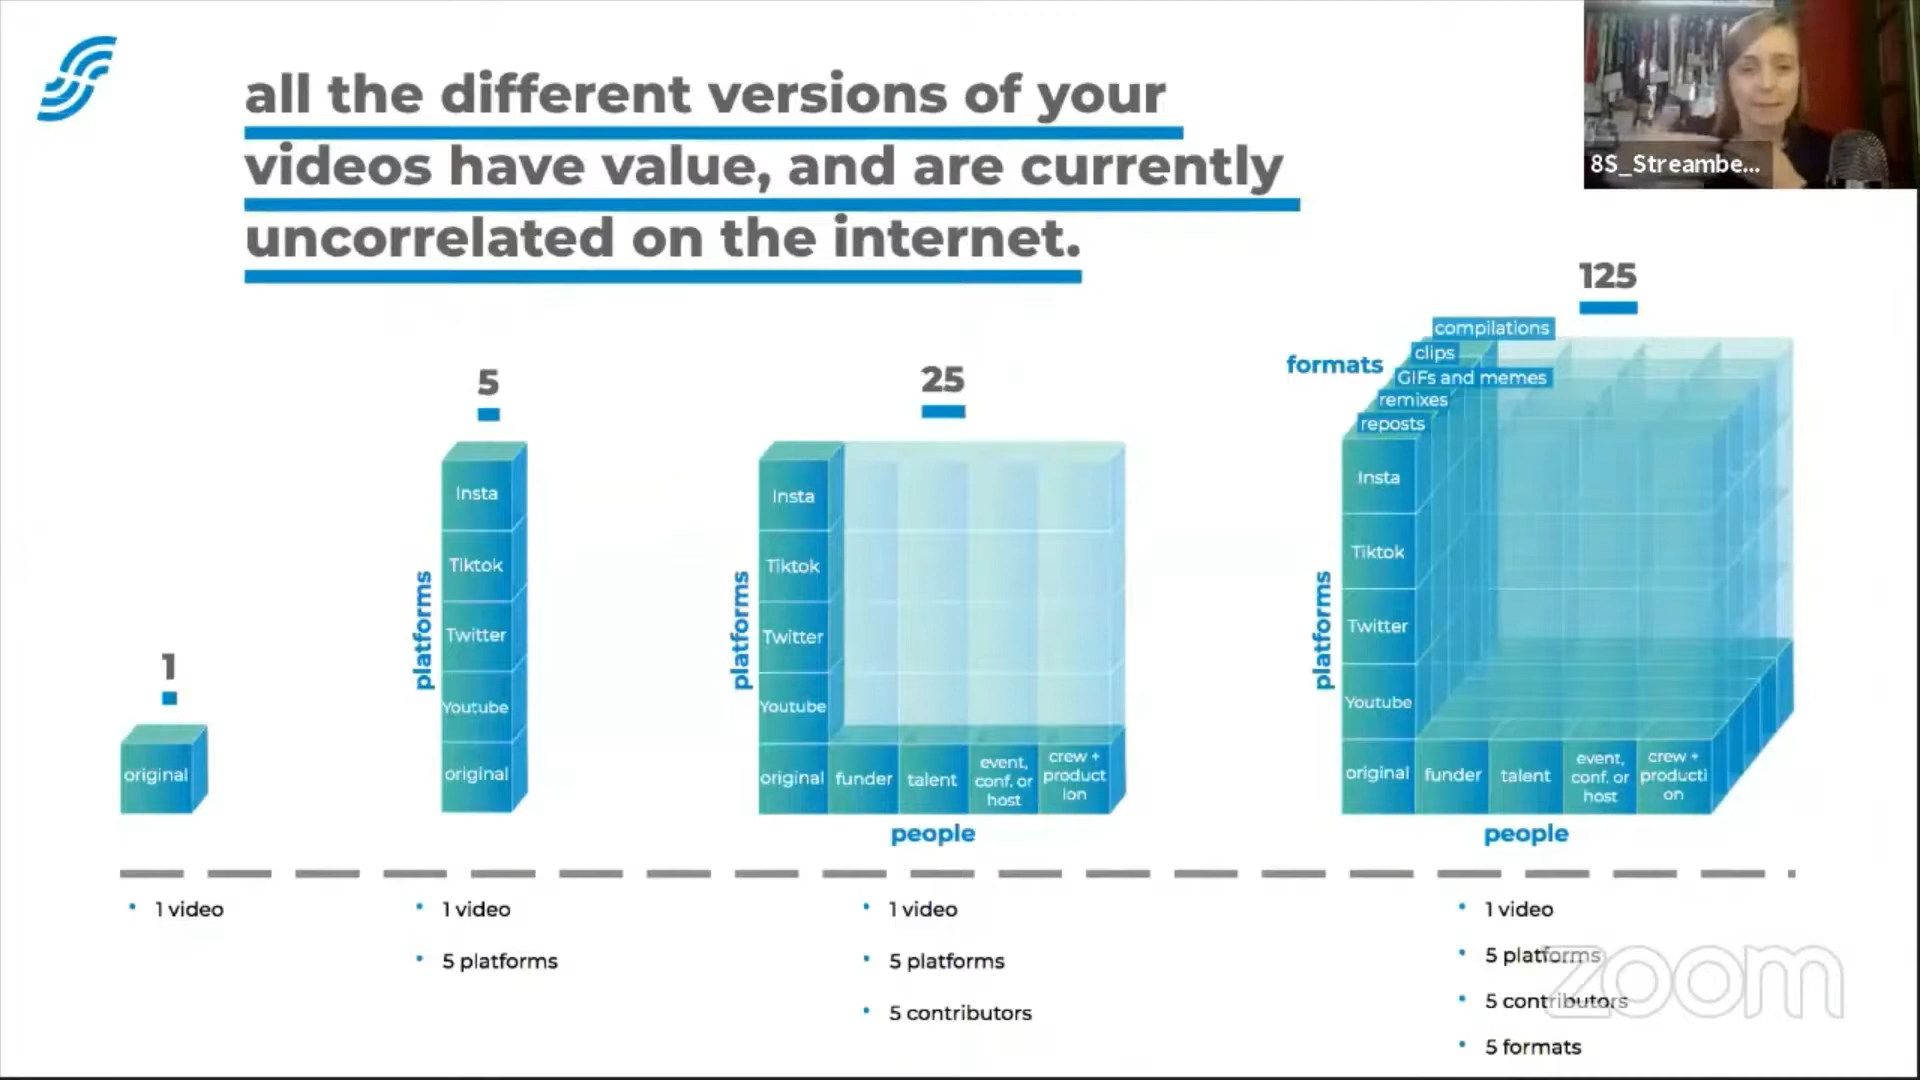 all the different versions of your
videos have value, and are currently
uncorrelated on the internet.
8S_Streambe...
1
original
5
platforms
Insta
Tiktok
Twitter
Youtube
original
25
platforms
Insta
Tiktok
Twitter
Youtube
original
funder
talent
event,
conf. or
host
crew +
product
ion
people
125
formats
compilations
clips
GIFs and memes
remixes
reposts
platforms
Insta
Tiktok
Twitter
Youtube
original
funder
talent
event,
conf. or
host
crew +
producti
on
people
• 1 video
• 1 video
• 5 platforms
• 1 video
• 5 platforms
• 5 contributors
• 1 video
• 5 platforms
• 5 contributors
• 5 formats
zoom